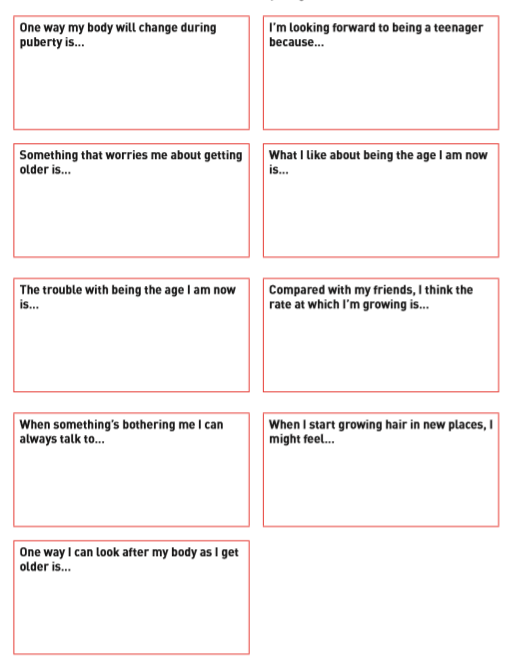 One way my body will change during
puberty is...
I'm looking forward to being a teenager
because...
Something that worries me about getting
older is...
What I like about being the age I am now
is...
The trouble with being the age I am now
is...
Compared with my friends, I think the
rate at which I'm growing is...
When something's bothering me I can
always talk to...
When I start growing hair in new places, I
might feel...
One way I can look after my body as I get
older is...